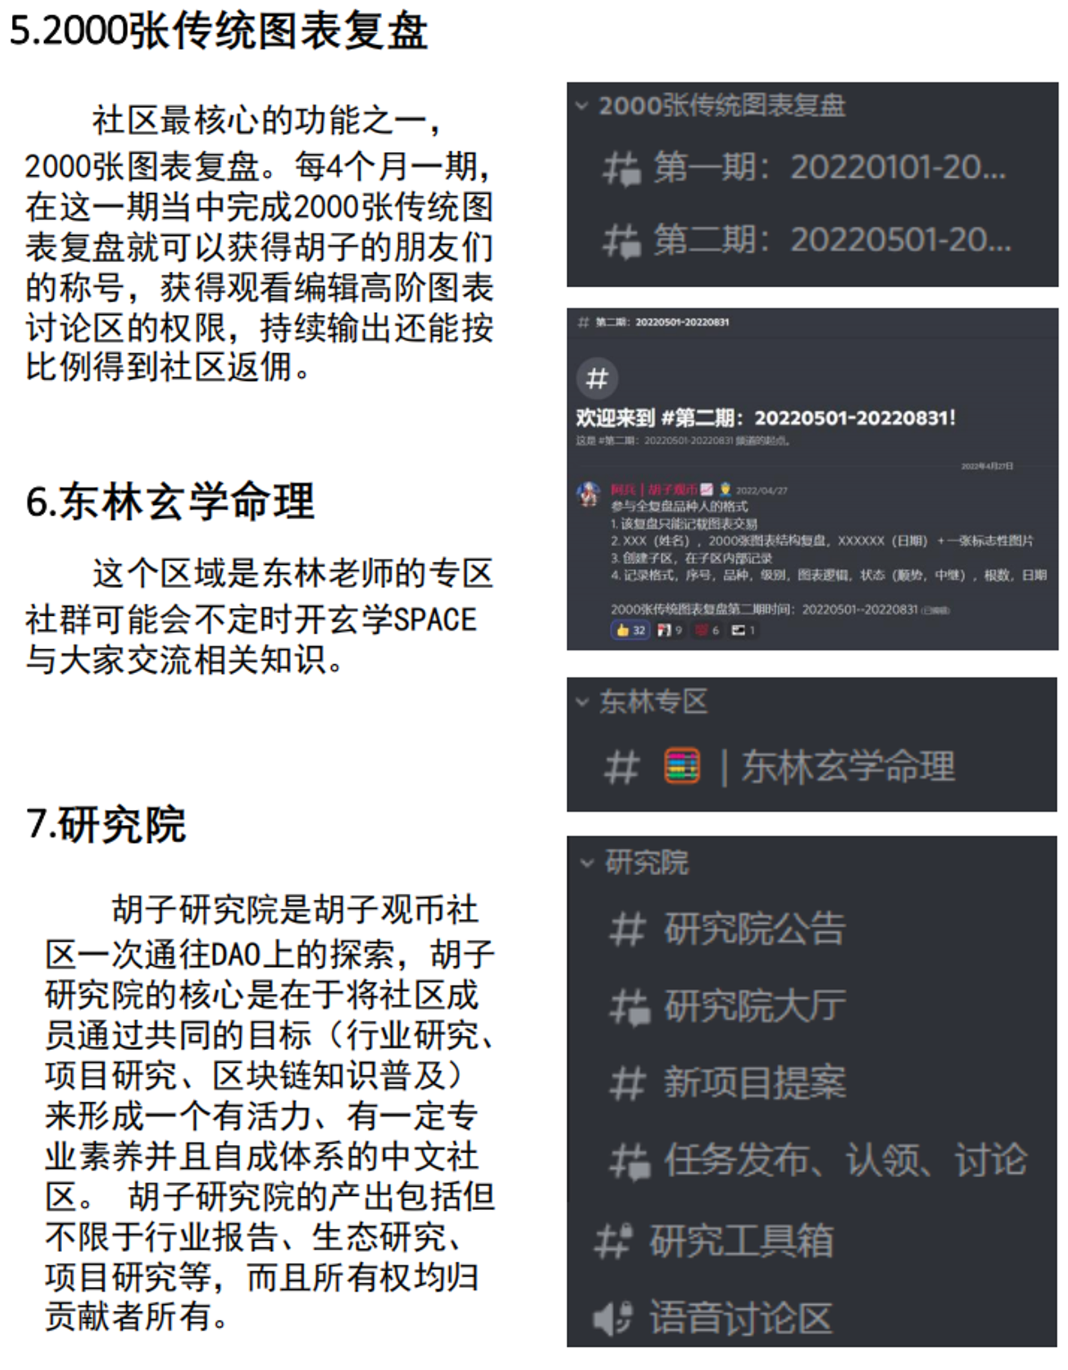 5.2000张传统图表复盘
社区最核心的功能之一，
2000张图表复盘。每4个月一期，
在这一期当中完成2000张传统图
表复盘就可以获得胡子的朋友们
的称号，获得观看编辑高阶图表
讨论区的权限，持续输出还能按
比例得到社区返佣。
2000张传统图表复盘
第一期：20220101-20...
第二期：20220501-20...
# 第二期：20220501-20220831
#
欢迎来到 #第二期：20220501-20220831！
这是 #第二期：20220501-20220831 频道的起点。
2022年4月27日
阿兵 | 胡子观币 2022/04/27
参与全复盘品种人的格式
1. 该复盘只能记载图表交易
2. XXX（姓名），2000张图表结构复盘，XXXXXX（日期）+一张标志性图片
3. 创建子区，在子区内部记录
4. 记录格式，序号，品种，级别，图表逻辑，状态（顺势，中继），根数，日期
2000张传统图表复盘第二期时间：20220501--20220831 (已编辑)
32 9 6 1
6.东林玄学命理
这个区域是东林老师的专区
社群可能会不定时开玄学SPACE
与大家交流相关知识。
东林专区
# | 东林玄学命理
7.研究院
胡子研究院是胡子观币社
区一次通往DAO上的探索，胡子
研究院的核心是在于将社区成
员通过共同的目标（行业研究、
项目研究、区块链知识普及）
来形成一个有活力、有一定专
业素养并且自成体系的中文社
区。 胡子研究院的产出包括但
不限于行业报告、生态研究、
项目研究等，而且所有权均归
贡献者所有。
研究院
# 研究院公告
# 研究院大厅
# 新项目提案
# 任务发布、认领、讨论
# 研究工具箱
语音讨论区